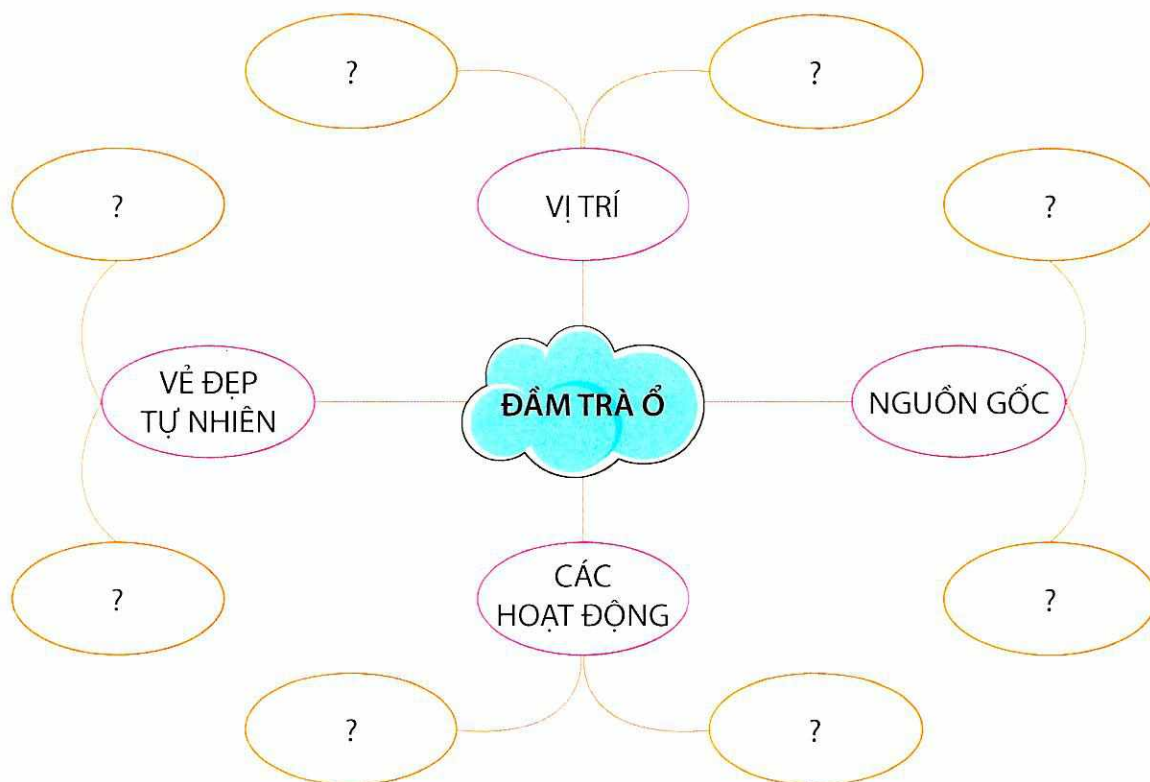 ?
?
?
VỊ TRÍ
?
VẺ ĐẸP
TỰ NHIÊN
ĐẦM TRÀ Ổ
NGUỒN GỐC
?
CÁC
HOẠT ĐỘNG
?
?
?